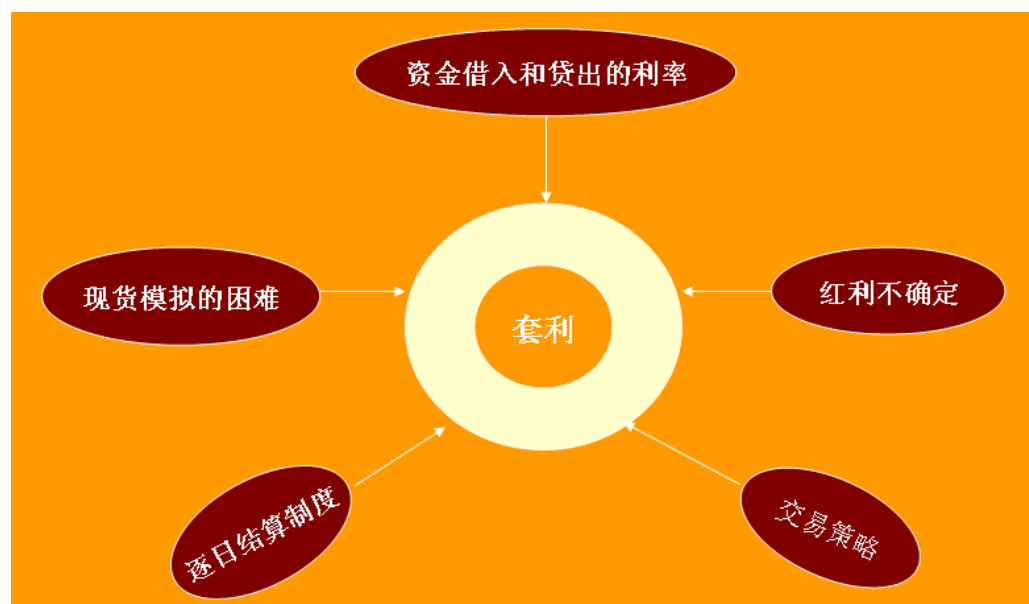 资金借入和贷出的利率
现货模拟的困难
红利不确定
套利
逐日结算制度
交易策略